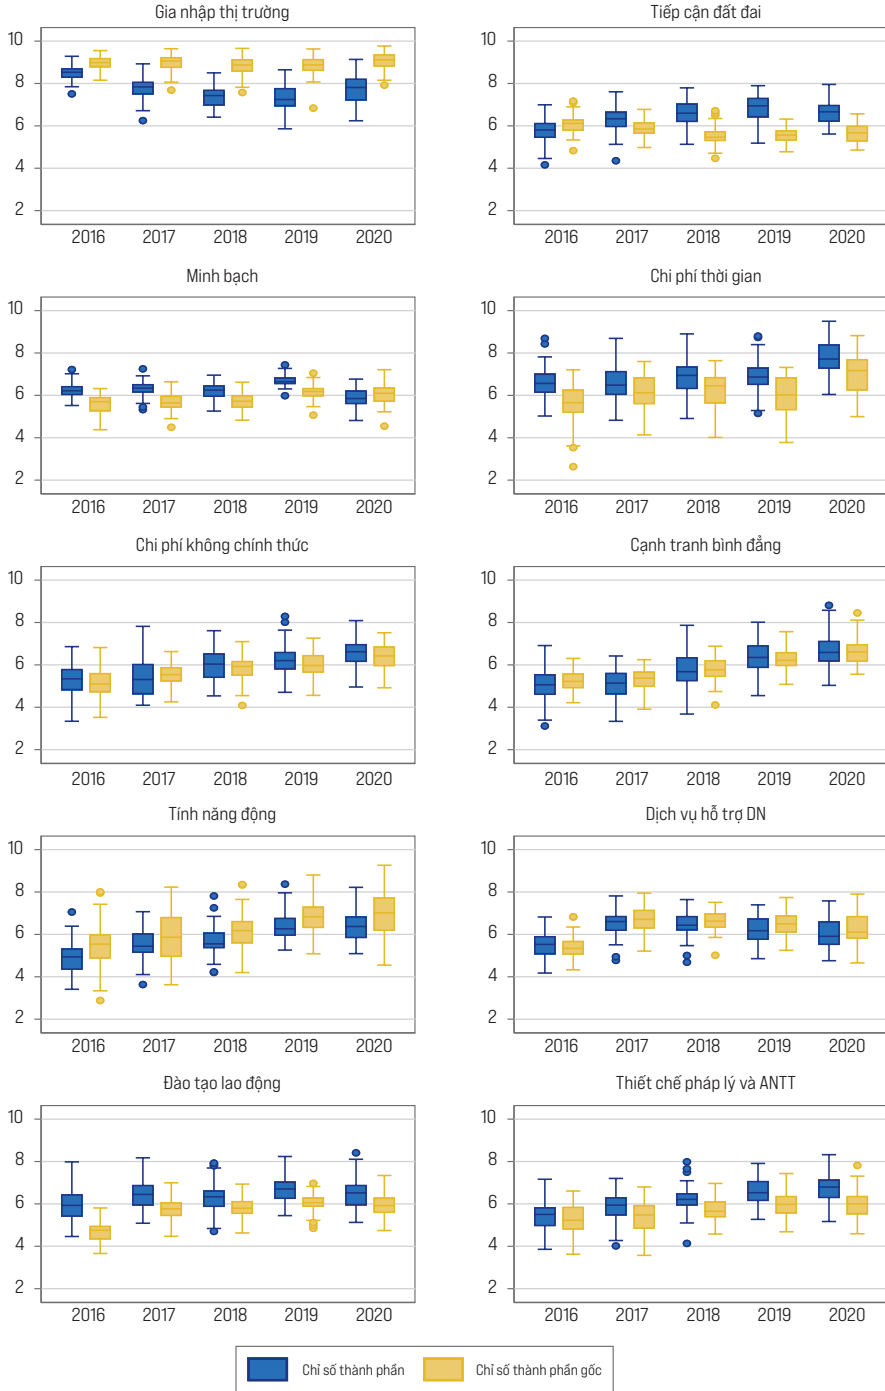 Gia nhập thị trường
Tiếp cận đất đai
10
8
6
4
2
2016 2017 2018 2019 2020
10
8
6
4
2
2016 2017 2018 2019 2020
Minh bạch
Chi phí thời gian
10
8
6
4
2
2016 2017 2018 2019 2020
10
8
6
4
2
2016 2017 2018 2019 2020
Chi phí không chính thức
Cạnh tranh bình đẳng
10
8
6
4
2
2016 2017 2018 2019 2020
10
8
6
4
2
2016 2017 2018 2019 2020
Tính năng động
Dịch vụ hỗ trợ DN
10
8
6
4
2
2016 2017 2018 2019 2020
10
8
6
4
2
2016 2017 2018 2019 2020
Đào tạo lao động
Thiết chế pháp lý và ANTT
10
8
6
4
2
2016 2017 2018 2019 2020
10
8
6
4
2
2016 2017 2018 2019 2020
Chỉ số thành phần
Chỉ số thành phần gốc